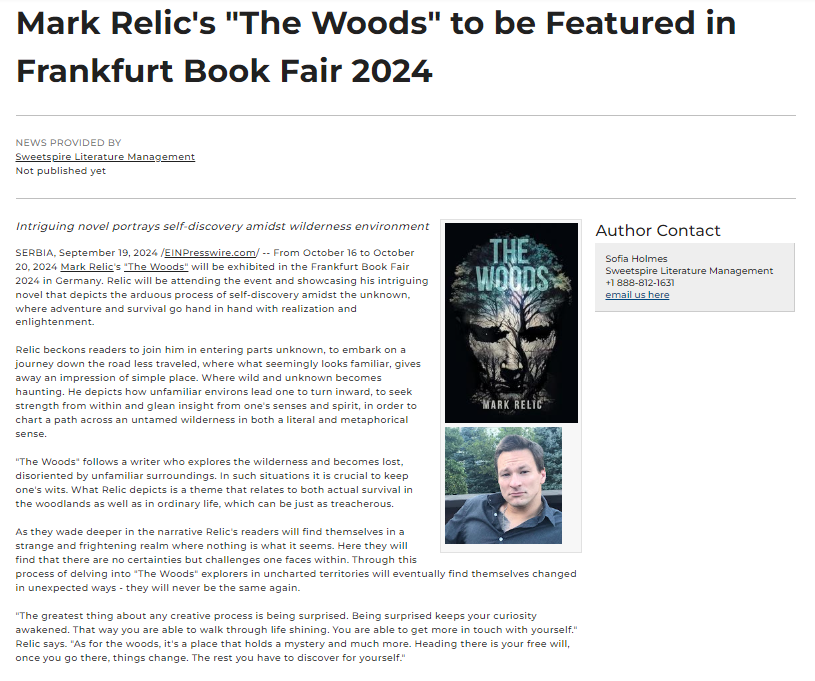 Mark Relic's "The Woods" to be Featured in
Frankfurt Book Fair 2024
NEWS PROVIDED BY
Sweetspire Literature Management
Not published yet
Intriguing novel portrays self-discovery amidst wilderness environment
SERBIA, September 19, 2024 /EINPresswire.com/ -- From October 16 to October
20, 2024 Mark Relic's "The Woods" will be exhibited in the Frankfurt Book Fair
2024 in Germany. Relic will be attending the event and showcasing his intriguing
novel that depicts the arduous process of self-discovery amidst the unknown,
where adventure and survival go hand in hand with realization and
enlightenment.
Relic beckons readers to join him in entering parts unknown, to embark on a
journey down the road less traveled, where what seemingly looks familiar, gives
away an impression of simple place. Where wild and unknown becomes
haunting. He depicts how unfamiliar environs lead one to turn inward, to seek
strength from within and glean insight from one's senses and spirit, in order to
chart a path across an untamed wilderness in both a literal and metaphorical
sense.
"The Woods" follows a writer who explores the wilderness and becomes lost,
disoriented by unfamiliar surroundings. In such situations it is crucial to keep
one's wits. What Relic depicts is a theme that relates to both actual survival in
the woodlands as well as in ordinary life, which can be just as treacherous.
As they wade deeper in the narrative Relic's readers will find themselves in a
strange and frightening realm where nothing is what it seems. Here they will
find that there are no certainties but challenges one faces within. Through this
process of delving into "The Woods" explorers in uncharted territories will eventually find themselves changed
in unexpected ways - they will never be the same again.
"The greatest thing about any creative process is being surprised. Being surprised keeps your curiosity
awakened. That way you are able to walk through life shining. You are able to get more in touch with yourself."
Relic says. "As for the woods, it's a place that holds a mystery and much more. Heading there is your free will,
once you go there, things change. The rest you have to discover for yourself."
THE
WOODS
MARK RELIC
Author Contact
Sofia Holmes
Sweetspire Literature Management
+1 888-812-1631
email us here